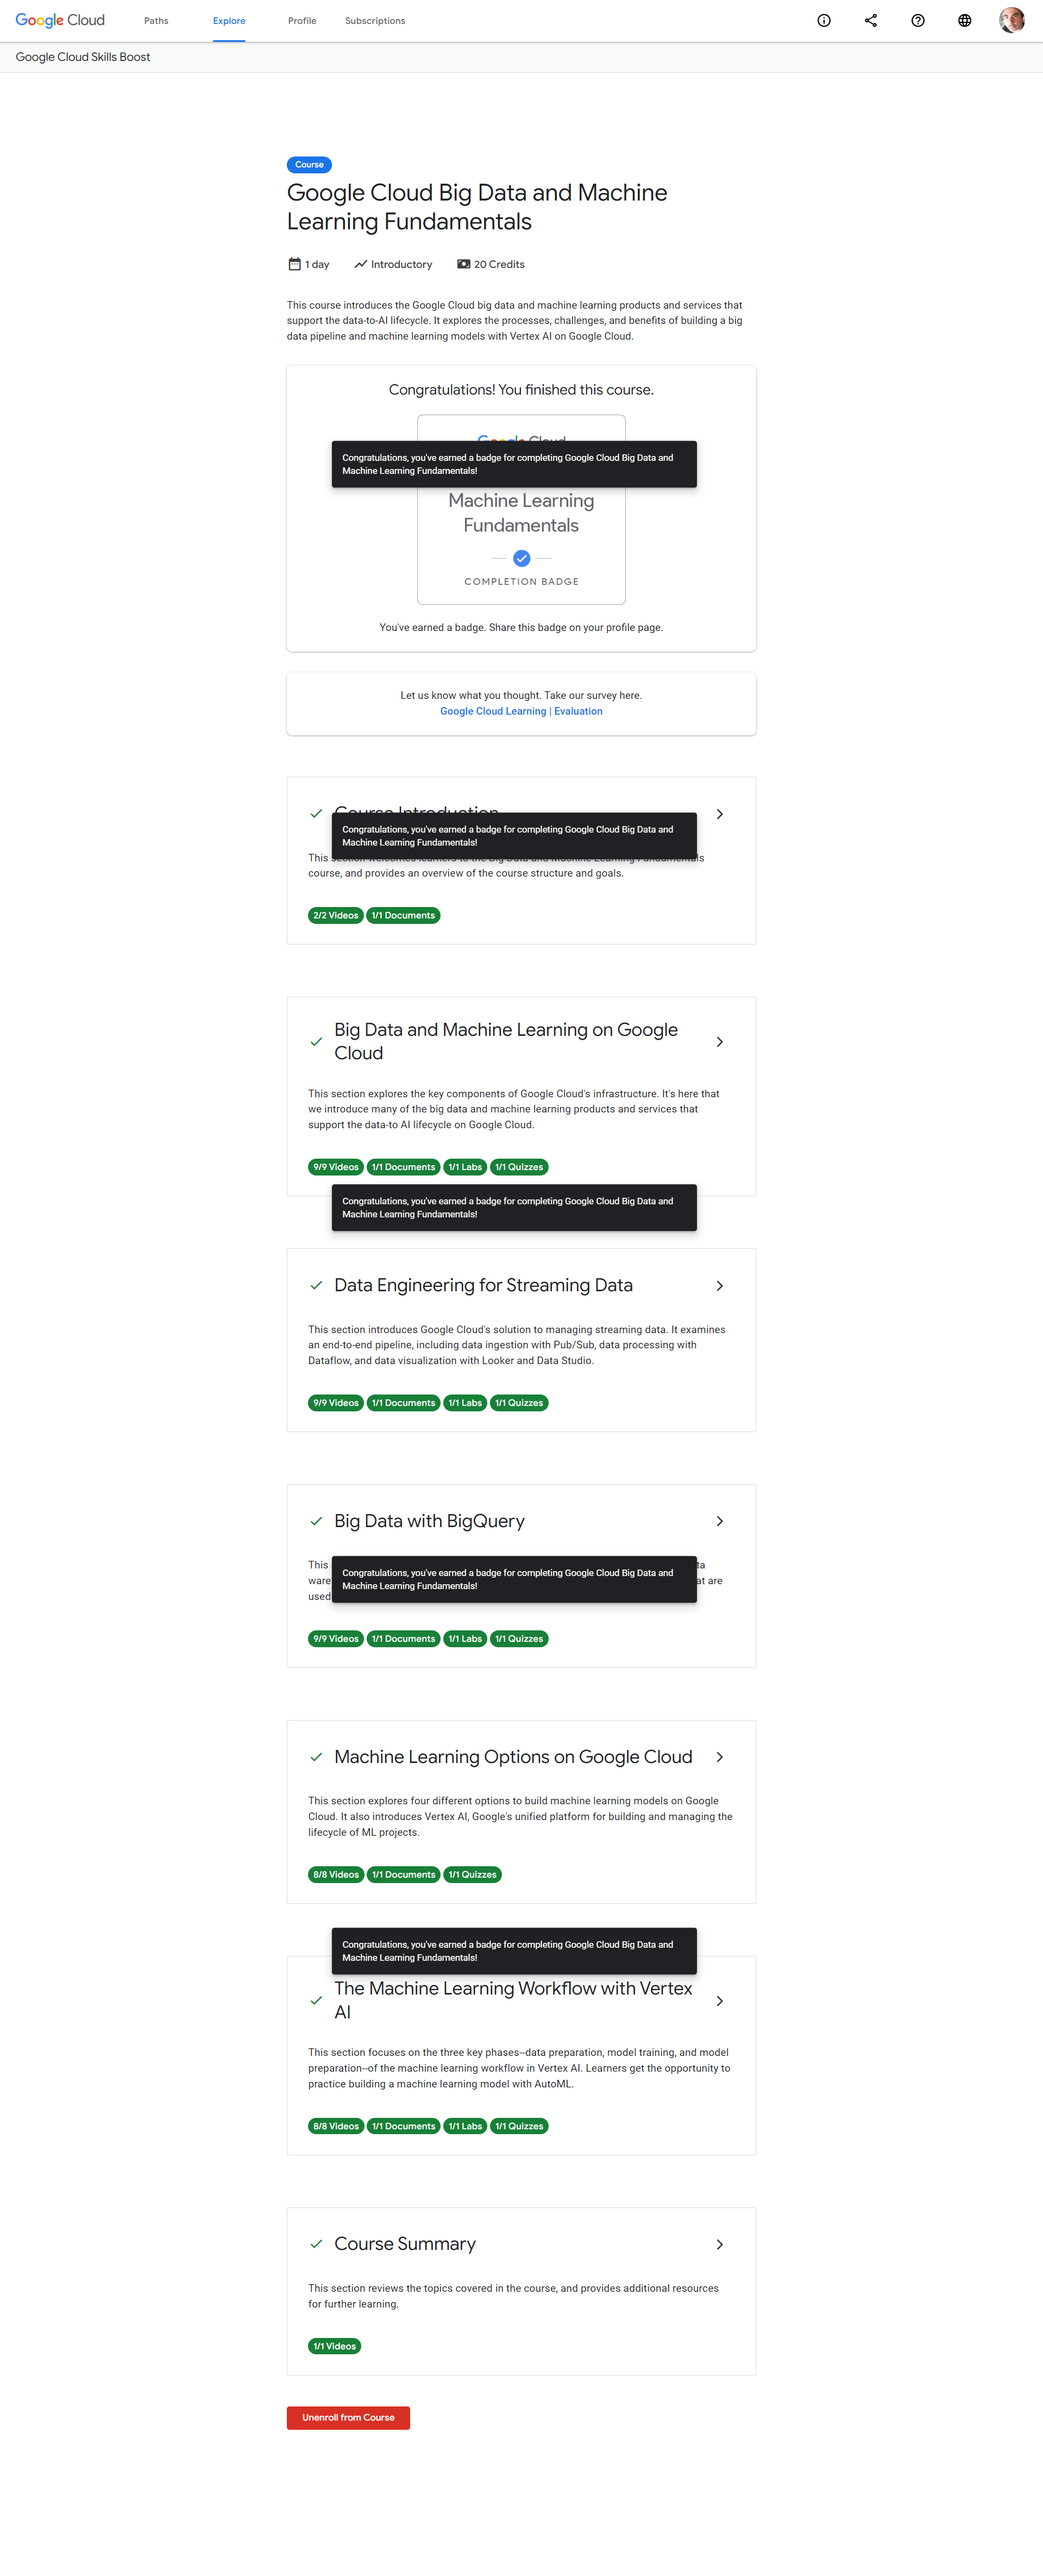 Google Cloud
Paths
Explore
Profile
Subscriptions
Google Cloud Skills Boost
Course
Google Cloud Big Data and Machine
Learning Fundamentals
1 day
Introductory
20 Credits
This course introduces the Google Cloud big data and machine learning products and services that
support the data-to-AI lifecycle. It explores the processes, challenges, and benefits of building a big
data pipeline and machine learning models with Vertex AI on Google Cloud.
Congratulations! You finished this course.
Google Cloud
Congratulations, you've earned a badge for completing Google Cloud Big Data and
Machine Learning Fundamentals!
Machine Learning
Fundamentals
COMPLETION BADGE
You've earned a badge. Share this badge on your profile page.
Let us know what you thought. Take our survey here.
Google Cloud Learning | Evaluation
Course Introduction
Congratulations, you've earned a badge for completing Google Cloud Big Data and
Machine Learning Fundamentals!
This section welcomes learners to the Big Data and Machine Learning Fundamentals
course, and provides an overview of the course structure and goals.
2/2 Videos
1/1 Documents
Big Data and Machine Learning on Google
Cloud
This section explores the key components of Google Cloud's infrastructure. It's here that
we introduce many of the big data and machine learning products and services that
support the data-to AI lifecycle on Google Cloud.
9/9 Videos
1/1 Documents
1/1 Labs
1/1 Quizzes
Congratulations, you've earned a badge for completing Google Cloud Big Data and
Machine Learning Fundamentals!
Data Engineering for Streaming Data
This section introduces Google Cloud's solution to managing streaming data. It examines
an end-to-end pipeline, including data ingestion with Pub/Sub, data processing with
Dataflow, and data visualization with Looker and Data Studio.
9/9 Videos
1/1 Documents
1/1 Labs
1/1 Quizzes
Big Data with BigQuery
This
Congratulations, you've earned a badge for completing Google Cloud Big Data and
Machine Learning Fundamentals!
are
used
9/9 Videos
1/1 Documents
1/1 Labs
1/1 Quizzes
Machine Learning Options on Google Cloud
This section explores four different options to build machine learning models on Google
Cloud. It also introduces Vertex AI, Google's unified platform for building and managing the
lifecycle of ML projects.
8/8 Videos
1/1 Documents
1/1 Quizzes
Congratulations, you've earned a badge for completing Google Cloud Big Data and
Machine Learning Fundamentals!
The Machine Learning Workflow with Vertex
AI
This section focuses on the three key phases--data preparation, model training, and model
preparation--of the machine learning workflow in Vertex AI. Learners get the opportunity to
practice building a machine learning model with AutoML.
8/8 Videos
1/1 Documents
1/1 Labs
1/1 Quizzes
Course Summary
This section reviews the topics covered in the course, and provides additional resources
for further learning.
1/1 Videos
Unenroll from Course